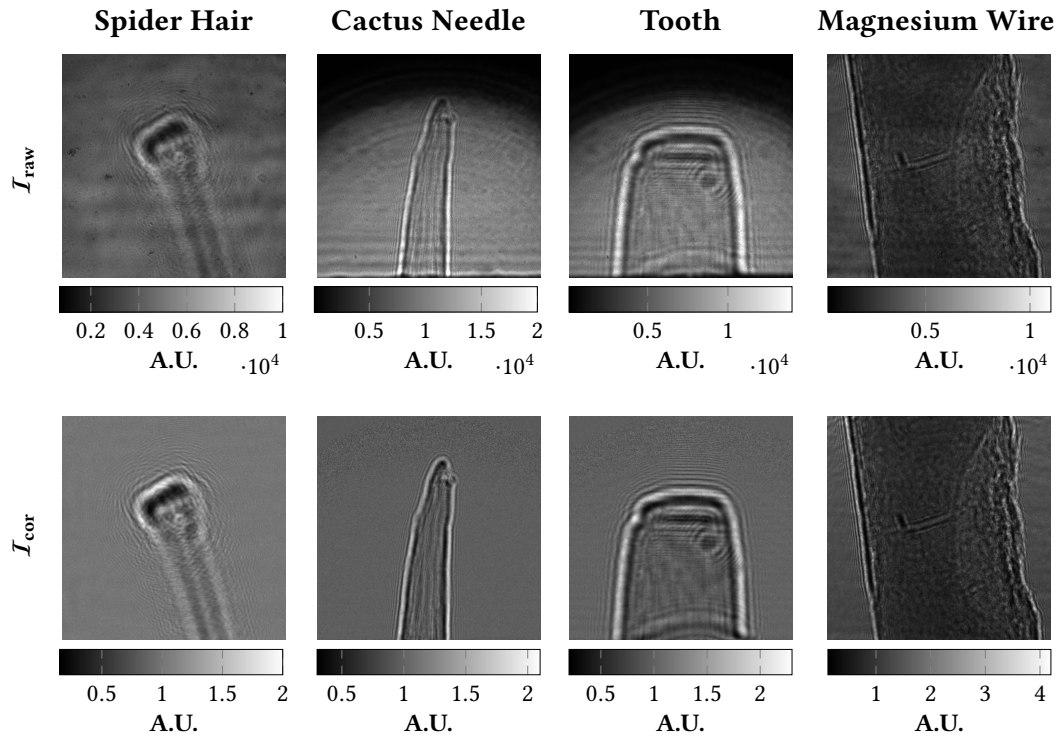 Spider Hair Cactus Needle Tooth Magnesium Wire
I_raw
0.2 0.4 0.6 0.8 1 0.5 1 1.5 2 0.5 1 0.5 1
A.U. ·10^4 A.U. ·10^4 A.U. ·10^4 A.U. ·10^4
I_cor
0.5 1 1.5 2 0.5 1 1.5 2 0.5 1 1.5 2 1 2 3 4
A.U. A.U. A.U. A.U.